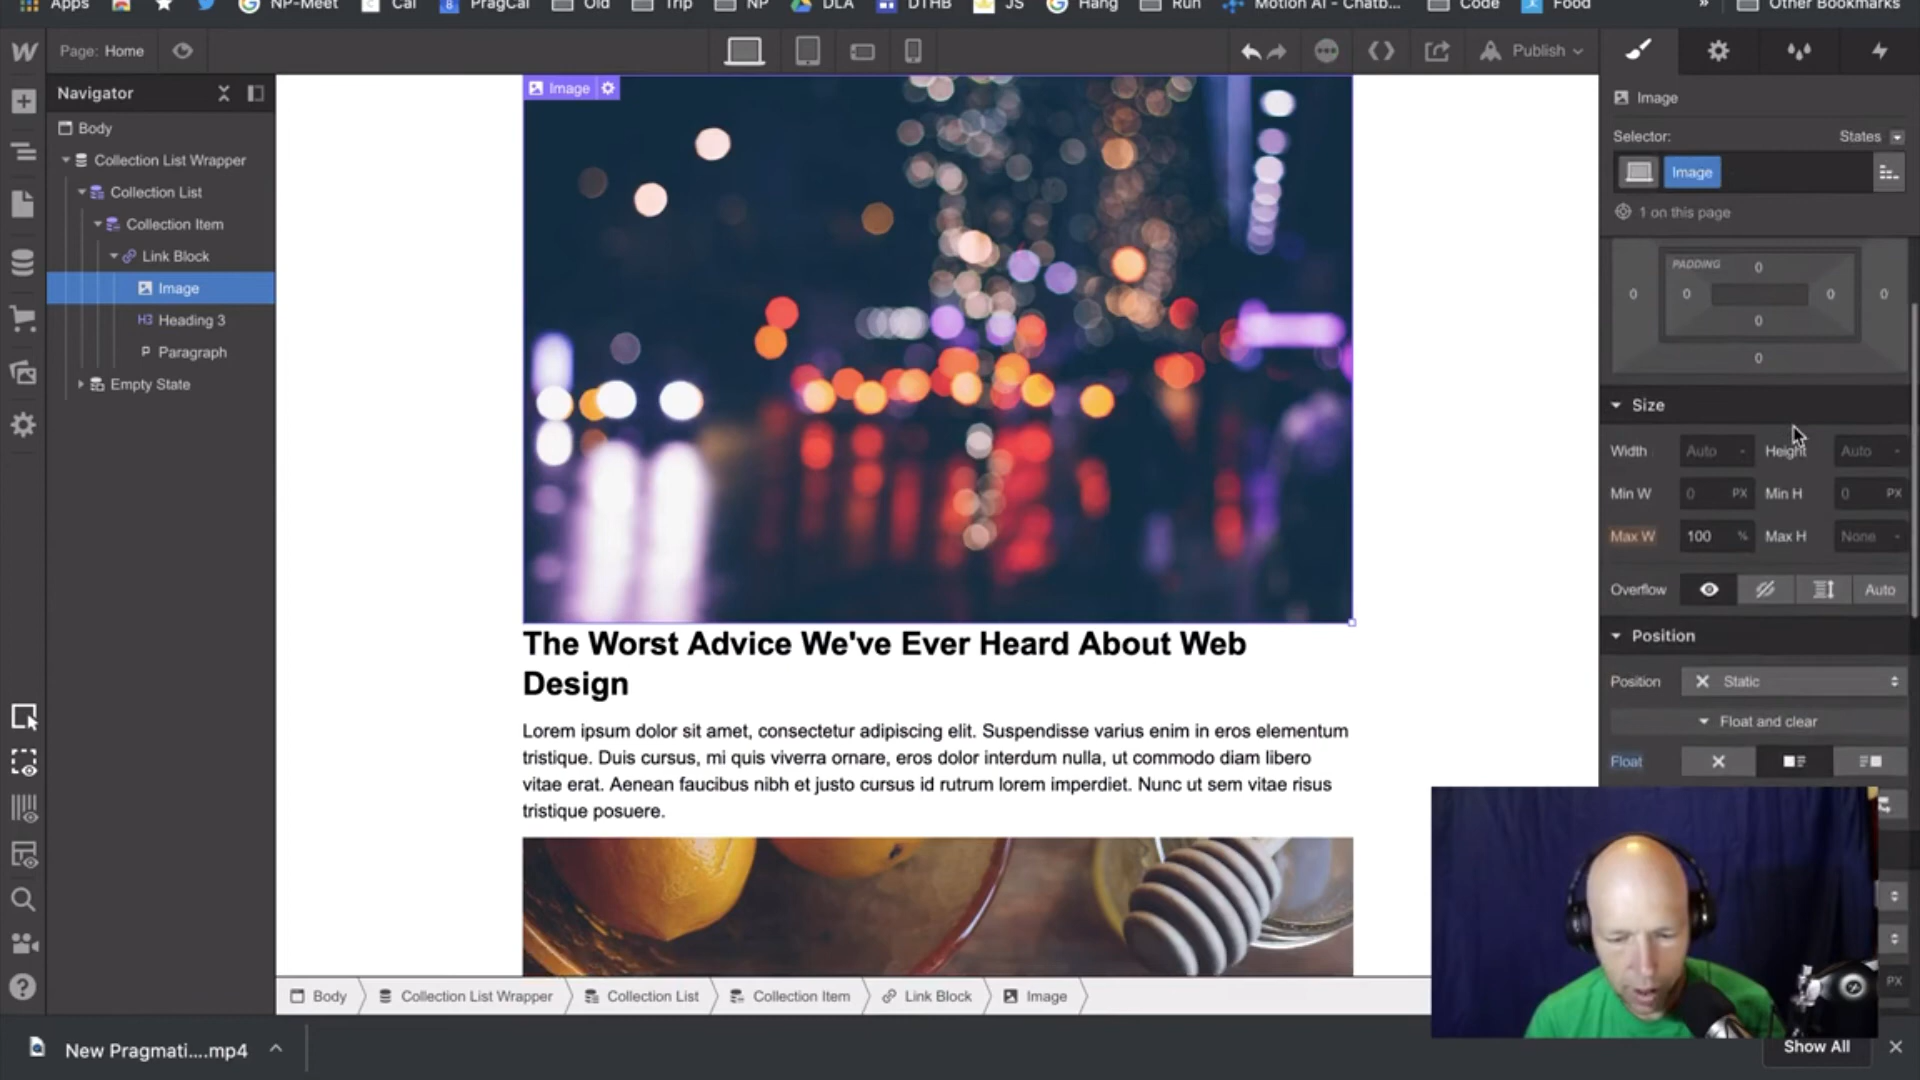 Apps
NP-Meet
Cal
PragCal
Old
Trip
NP
DLA
DTHB
JS
Hang
Run
Motion AI - Chatb...
Code
Food
»
Other Bookmarks
Page: Home
Publish
Navigator
Body
Collection List Wrapper
Collection List
Collection Item
Link Block
Image
H3 Heading 3
P Paragraph
Empty State
Image
The Worst Advice We've Ever Heard About Web
Design
Lorem ipsum dolor sit amet, consectetur adipiscing elit. Suspendisse varius enim in eros elementum
tristique. Duis cursus, mi quis viverra ornare, eros dolor interdum nulla, ut commodo diam libero
vitae erat. Aenean faucibus nibh et justo cursus id rutrum lorem imperdiet. Nunc ut sem vitae risus
tristique posuere.
Image
Selector: States
Image
1 on this page
PADDING 0
0 0 0 0
0
0
Size
Width Auto - Height Auto -
Min W 0 PX Min H 0 PX
Max W 100 % Max H None -
Overflow Auto
Position
Position Static
Float and clear
Float
PX
Body Collection List Wrapper Collection List Collection Item Link Block Image
New Pragmati....mp4
Show All